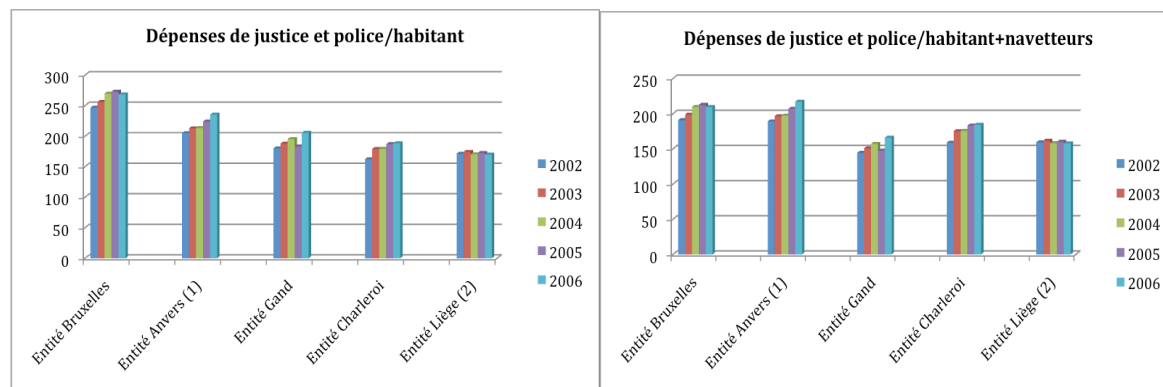 Dépenses de justice et police/habitant
300
250
200
150
100
50
0
Entité Bruxelles
Entité Anvers (1)
Entité Gand
Entité Charleroi
Entité Liège (2)
2002
2003
2004
2005
2006
Dépenses de justice et police/habitant+navetteurs
250
200
150
100
50
0
Entité Bruxelles
Entité Anvers (1)
Entité Gand
Entité Charleroi
Entité Liège (2)
2002
2003
2004
2005
2006